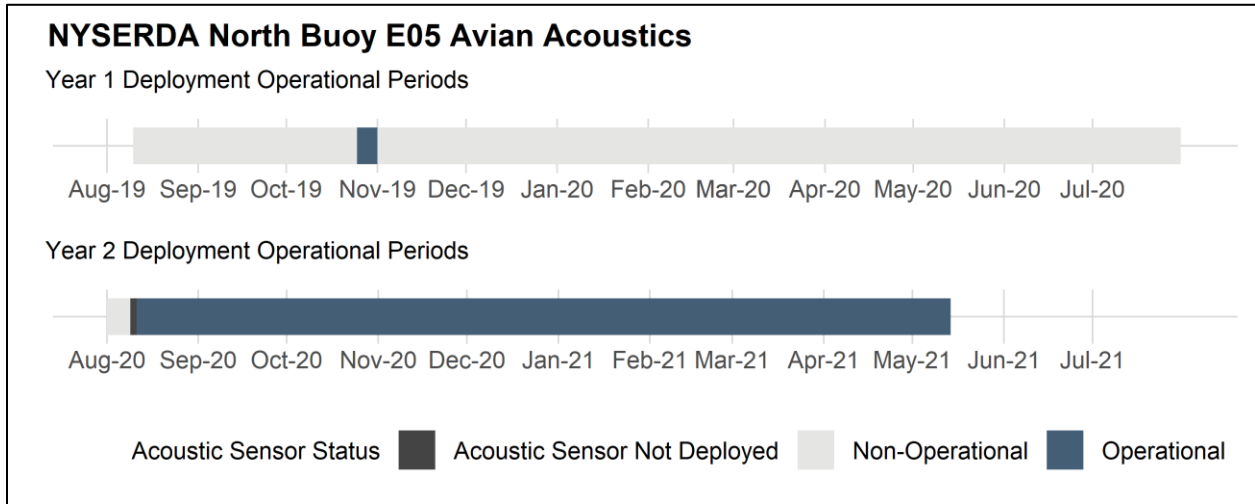 NYSERDA North Buoy E05 Avian Acoustics
Year 1 Deployment Operational Periods
Aug-19 Sep-19 Oct-19 Nov-19 Dec-19 Jan-20 Feb-20 Mar-20 Apr-20 May-20 Jun-20 Jul-20
Year 2 Deployment Operational Periods
Aug-20 Sep-20 Oct-20 Nov-20 Dec-20 Jan-21 Feb-21 Mar-21 Apr-21 May-21 Jun-21 Jul-21
Acoustic Sensor Status Acoustic Sensor Not Deployed Non-Operational Operational